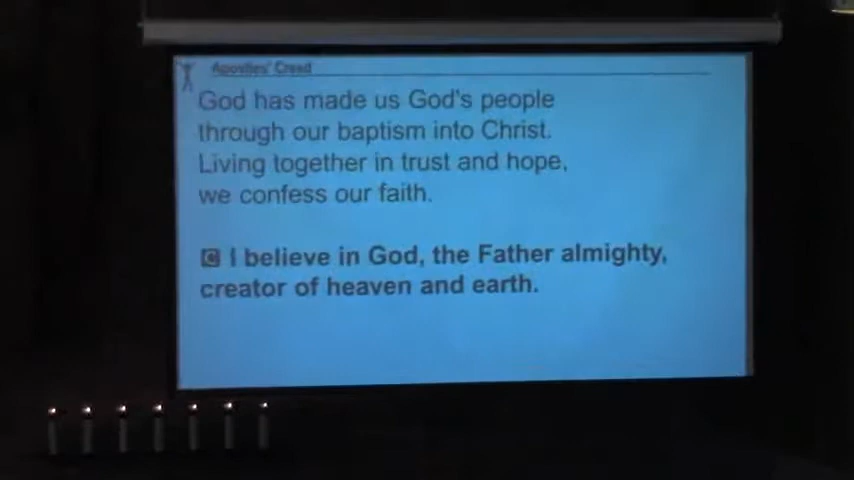 Apostles' Creed
God has made us God's people
through our baptism into Christ.
Living together in trust and hope,
we confess our faith.
C I believe in God, the Father almighty,
creator of heaven and earth.